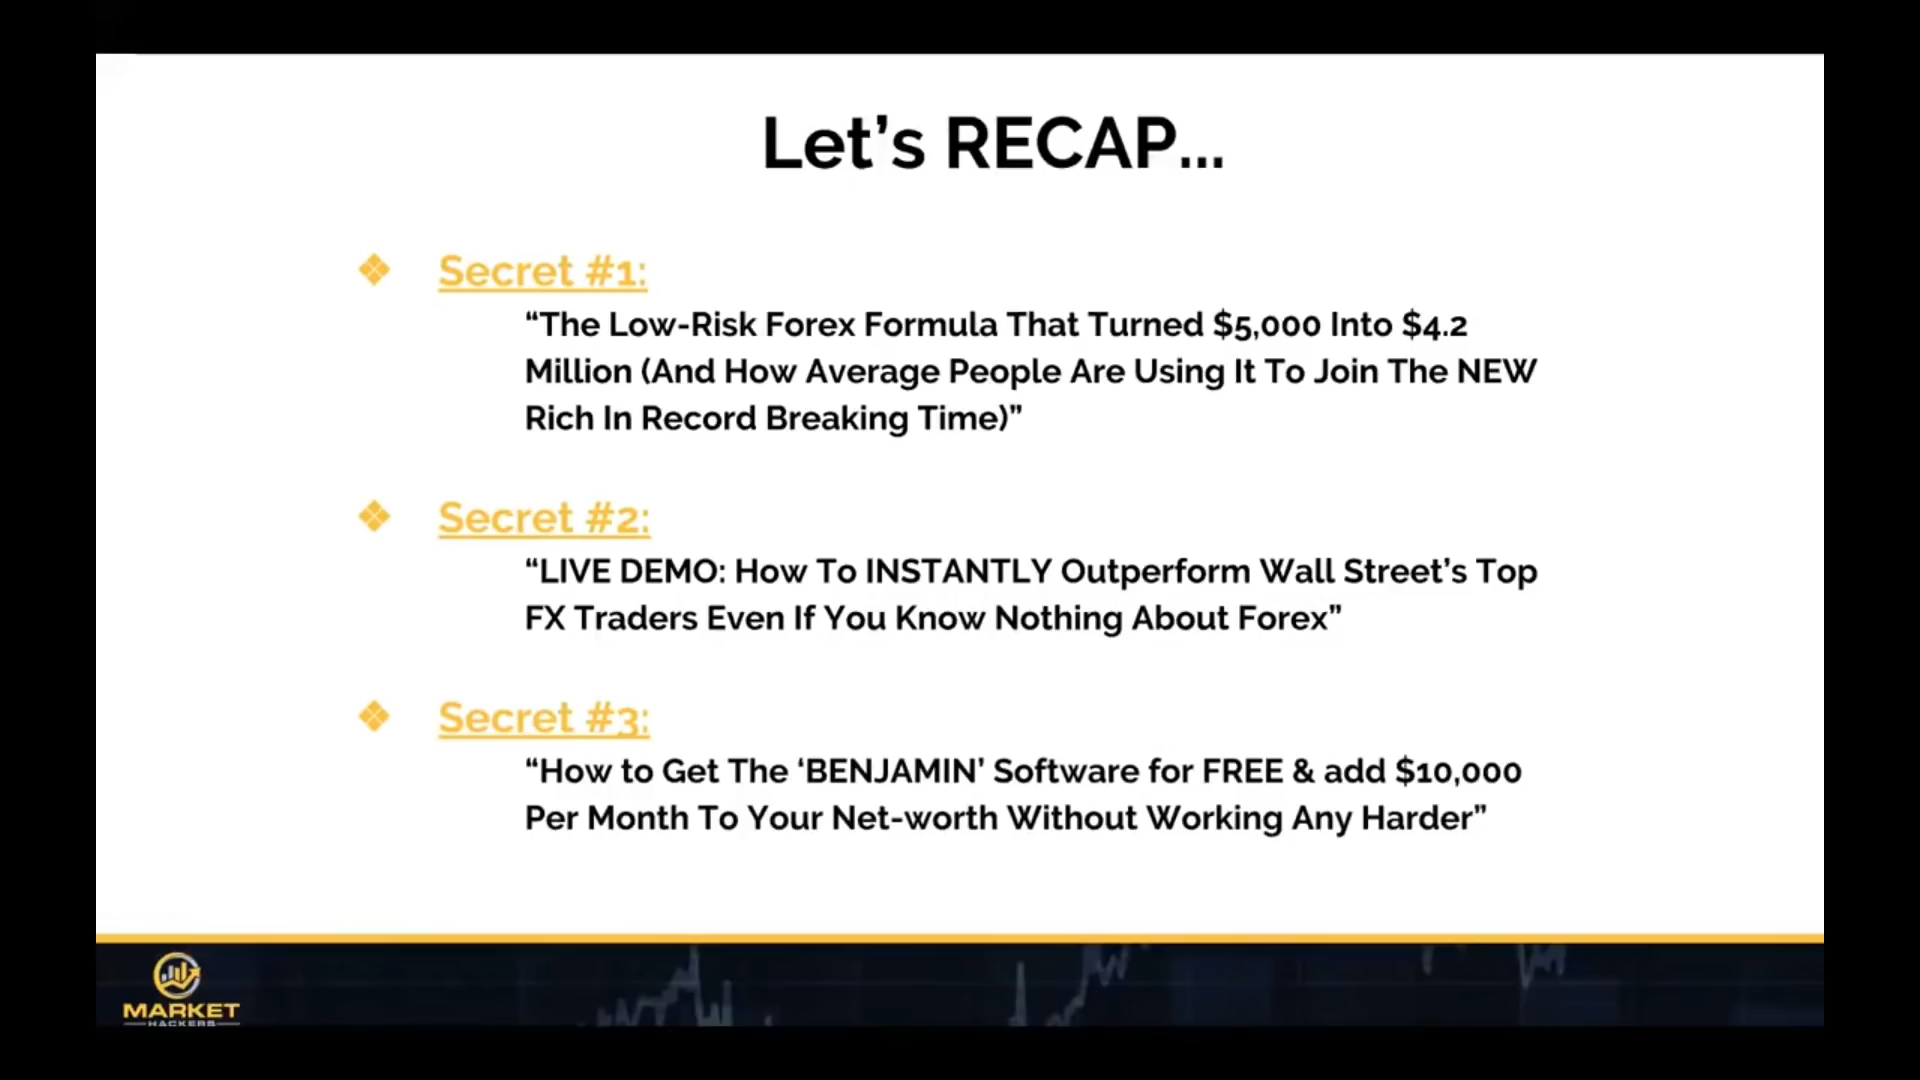 Let’s RECAP...
❖ Secret #1:
“The Low-Risk Forex Formula That Turned $5,000 Into $4.2
Million (And How Average People Are Using It To Join The NEW
Rich In Record Breaking Time)”
❖ Secret #2:
“LIVE DEMO: How To INSTANTLY Outperform Wall Street’s Top
FX Traders Even If You Know Nothing About Forex”
❖ Secret #3:
“How to Get The ‘BENJAMIN’ Software for FREE & add $10,000
Per Month To Your Net-worth Without Working Any Harder”
MARKET
HACKERS